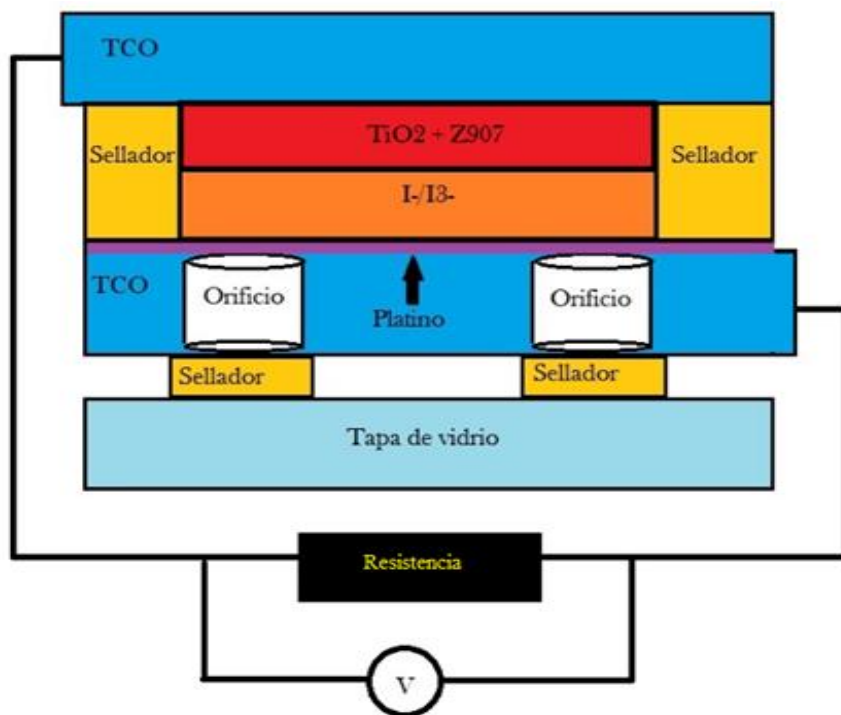 TCO
TiO2 + Z907
Sellador
Sellador
I-/I3-
TCO
Orificio
Orificio
Platino
Sellador
Sellador
Tapa de vidrio
Resistencia
V